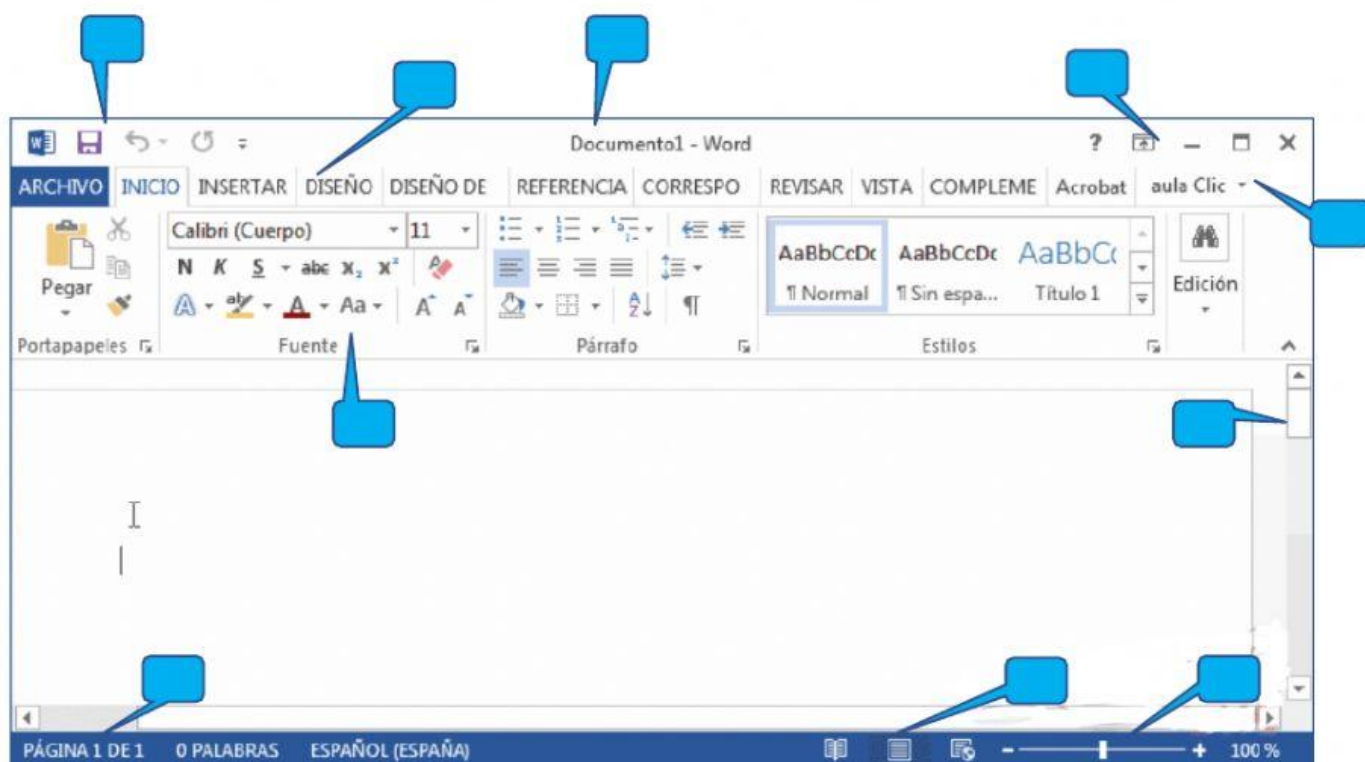 Documento1 - Word ?
ARCHIVO INICIO INSERTAR DISEÑO DISEÑO DE REFERENCIA CORRESPO REVISAR VISTA COMPLEME Acrobat aula Clic
Calibri (Cuerpo) 11
N K S abc X₂ X² 
A aby A Aa A A
Pegar
AaBbCcDc AaBbCcDc AaBbC(
¶ Normal ¶ Sin espa... Título 1
Edición
Portapapeles Fuente Párrafo Estilos
PÁGINA 1 DE 1 0 PALABRAS ESPAÑOL (ESPAÑA) - + 100 %